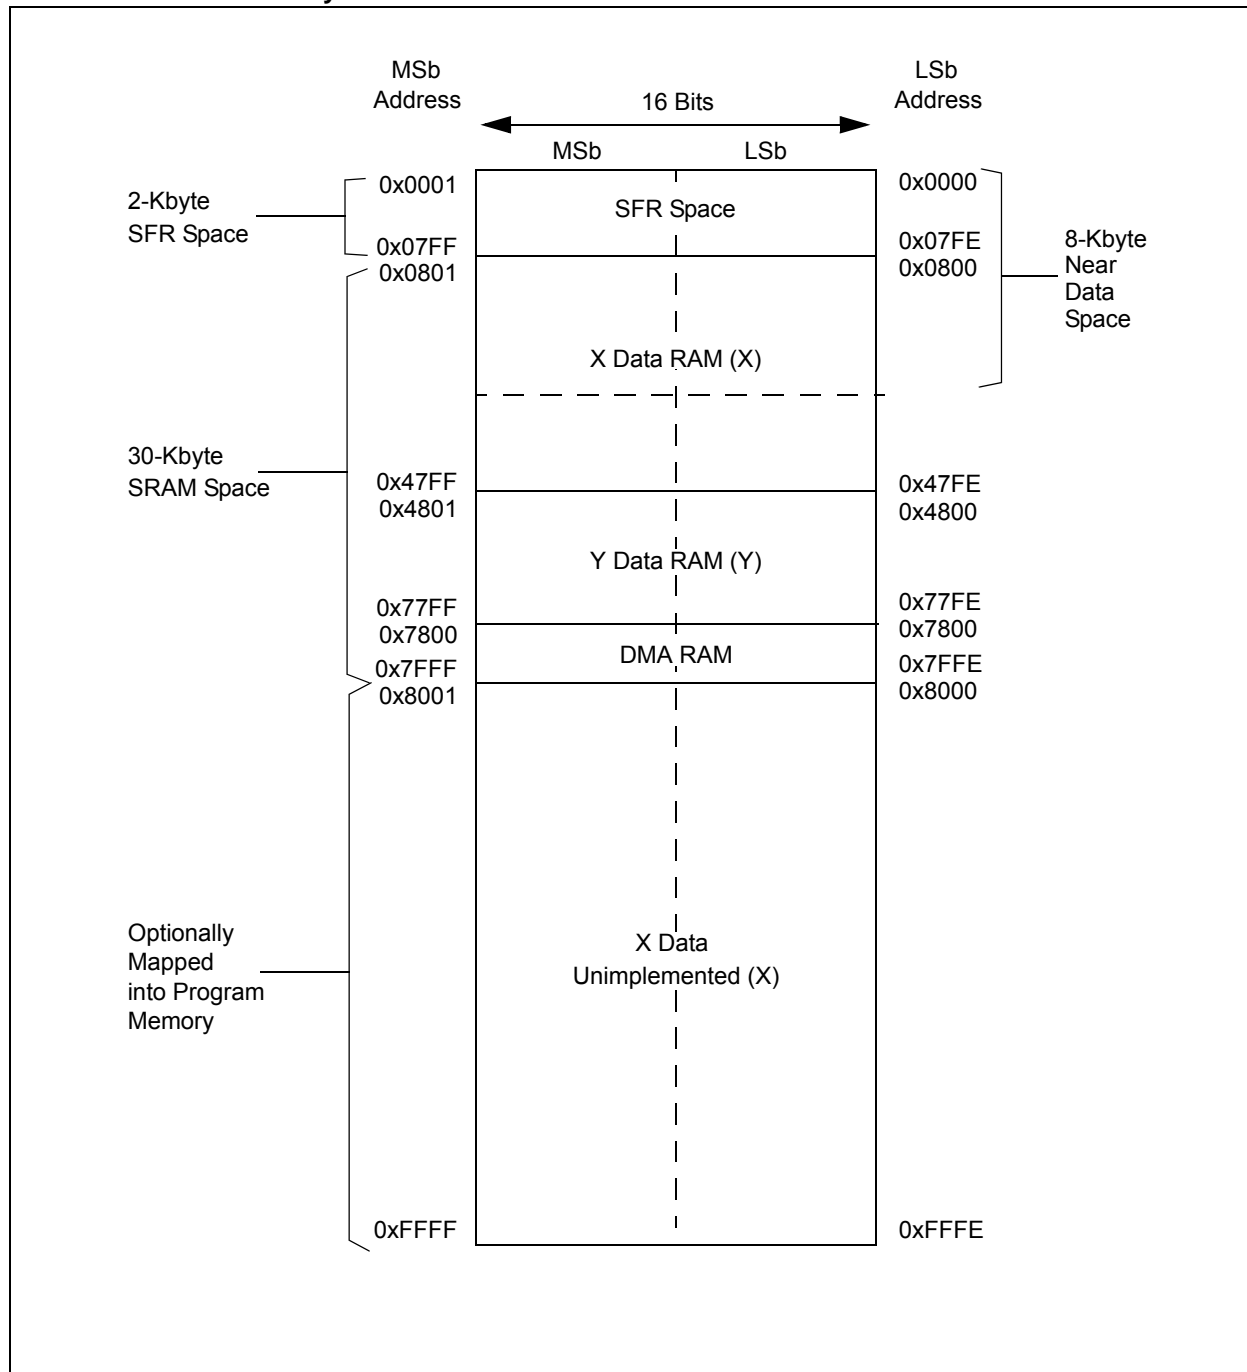 MSb
Address
LSb
Address
16 Bits
MSb
LSb
2-Kbyte
SFR Space
0x0001
0x07FF
0x0801
SFR Space
0x0000
0x07FE
0x0800
8-Kbyte
Near
Data
Space
X Data RAM (X)
30-Kbyte
SRAM Space
0x47FF
0x4801
0x47FE
0x4800
Y Data RAM (Y)
0x77FF
0x7800
0x77FE
0x7800
DMA RAM
0x7FFF
0x8001
0x7FFE
0x8000
Optionally
Mapped
into Program
Memory
X Data
Unimplemented (X)
0xFFFF
0xFFFE